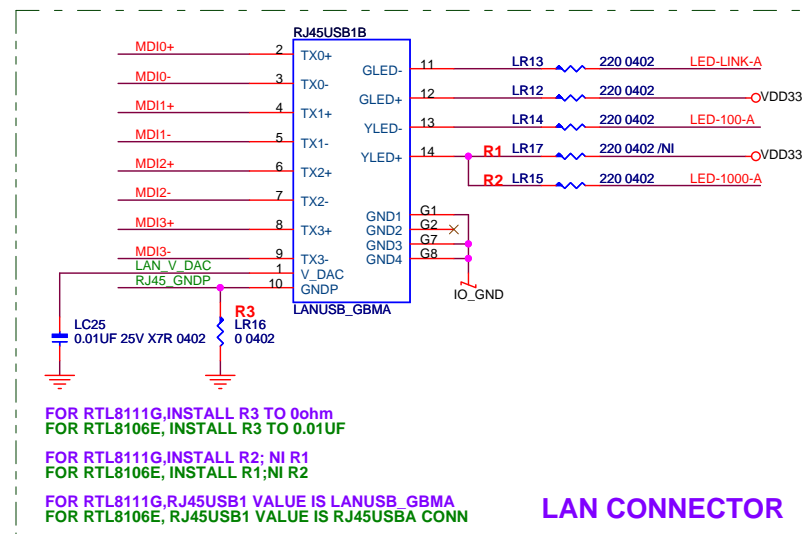 RJ45USB1B
MDI0+ 2 TX0+
MDI0- 3 TX0-
MDI1+ 4 TX1+
MDI1- 5 TX1-
MDI2+ 6 TX2+
MDI2- 7 TX2-
MDI3+ 8 TX3+
MDI3- 9 TX3-
LAN_V_DAC 1 V_DAC
RJ45_GNDP 10 GNDP
GLED- 11 LR13 220 0402 LED-LINK-A
GLED+ 12 LR12 220 0402 VDD33
YLED- 13 LR14 220 0402 LED-100-A
YLED+ 14 R1 LR17 220 0402 /NI VDD33
R2 LR15 220 0402 LED-1000-A
GND1 G1
GND2 G2
GND3 G7
GND4 G8
IO_GND
LANUSB_GBMA
LC25
0.01UF 25V X7R 0402
R3
LR16
0 0402
FOR RTL8111G,INSTALL R3 TO 0ohm
FOR RTL8106E, INSTALL R3 TO 0.01UF
FOR RTL8111G,INSTALL R2; NI R1
FOR RTL8106E, INSTALL R1;NI R2
FOR RTL8111G,RJ45USB1 VALUE IS LANUSB_GBMA
FOR RTL8106E, RJ45USB1 VALUE IS RJ45USBA CONN
LAN CONNECTOR